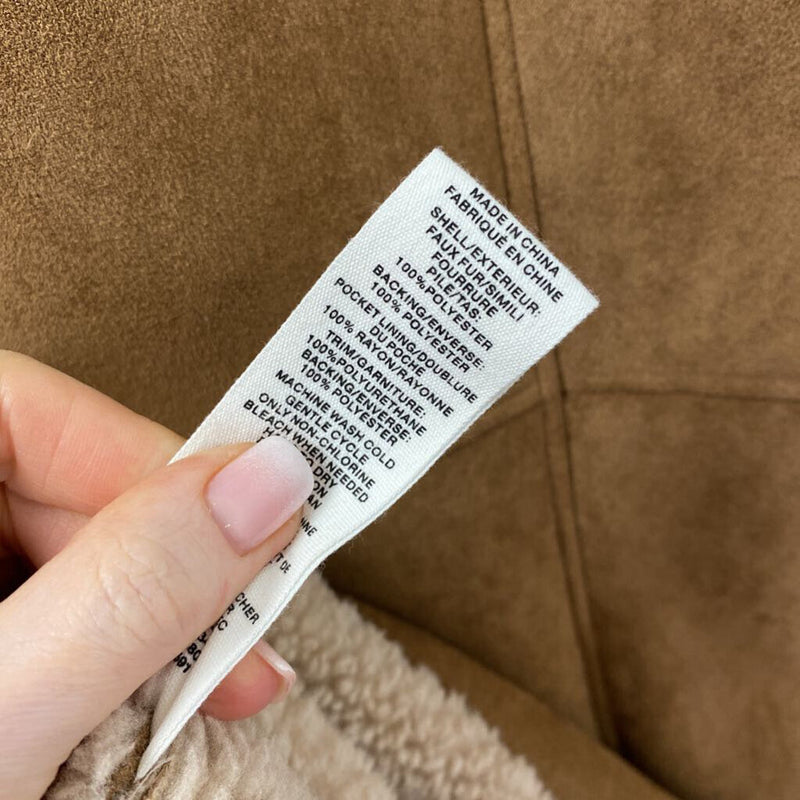 MADE IN CHINA
FABRIQUÉ EN CHINE
SHELL/EXTERIEUR:
FAUX FUR/SIMILI
FOURRURE
PILE/TAS:
100%POLYESTER
BACKING/ENVERSE:
100% POLYESTER
POCKET LINING/DOUBLURE
DU POCHE
100% RAYON/RAYONNE
TRIM/GARNITURE:
100%POLYURETHANE
BACKING/ENVERSE:
100% POLYESTER
MACHINE WASH COLD
GENTLE CYCLE
ONLY NON-CHLORINE
BLEACH WHEN NEEDED
DRY